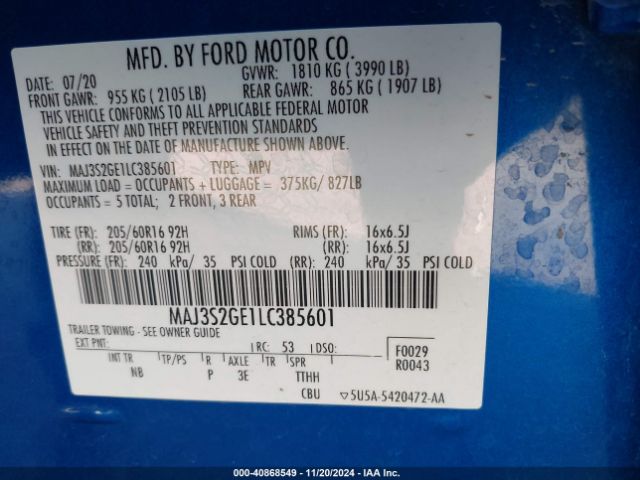 MFD. BY FORD MOTOR CO.
DATE: 07/20 GVWR: 1810 KG ( 3990 LB)
FRONT GAWR: 955 KG ( 2105 LB) REAR GAWR: 865 KG ( 1907 LB)
THIS VEHICLE CONFORMS TO ALL APPLICABLE FEDERAL MOTOR
VEHICLE SAFETY AND THEFT PREVENTION STANDARDS
IN EFFECT ON THE DATE OF MANUFACTURE SHOWN ABOVE.
VIN: MAJ3S2GE1LC385601 TYPE: MPV
MAXIMUM LOAD = OCCUPANTS + LUGGAGE = 375KG/ 827LB
OCCUPANTS = 5 TOTAL; 2 FRONT, 3 REAR
TIRE (FR): 205/60R16 92H RIMS (FR): 16x6.5J
(RR): 205/60R16 92H (RR): 16x6.5J
PRESSURE (FR): 240 kPa/ 35 PSI COLD (RR): 240 kPa/ 35 PSI COLD
MAJ3S2GE1LC385601
TRAILER TOWING - SEE OWNER GUIDE
EXT PNT: RC: 53 DSO: F0029
INT TR TP/PS R AXLE TR SPR R0043
NB P 3E TTHH
CBU ▽5U5A-5420472-AA
000-40868549 - 11/20/2024 - IAA Inc.